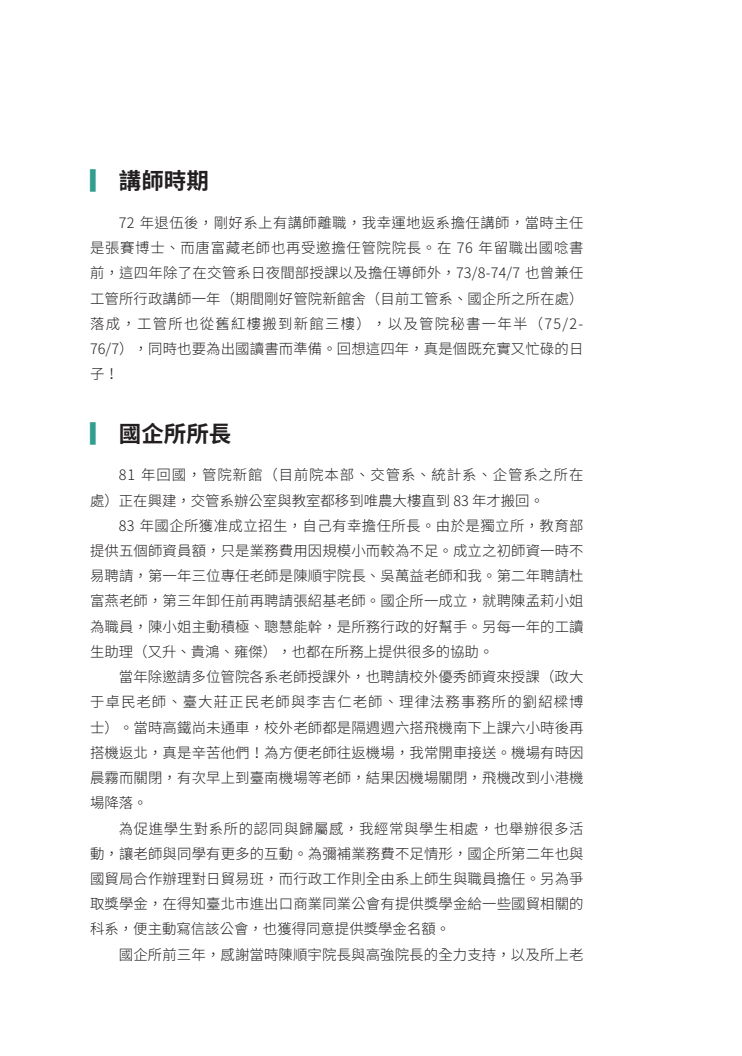 講師時期
72 年退伍後，剛好系上有講師離職，我幸運地返系擔任講師，當時主任
是張賽博士、而唐富藏老師也再受邀擔任管院院長。在 76 年留職出國唸書
前，這四年除了在交管系日夜間部授課以及擔任導師外，73/8-74/7 也曾兼任
工管所行政講師一年（期間剛好管院新館舍（目前工管系、國企所之所在處）
落成，工管所也從舊紅樓搬到新館三樓），以及管院秘書一年半（75/2-
76/7），同時也要為出國讀書而準備。回想這四年，真是個既充實又忙碌的日
子！
國企所所長
81 年回國，管院新館（目前院本部、交管系、統計系、企管系之所在
處）正在興建，交管系辦公室與教室都移到唯農大樓直到 83 年才搬回。
83 年國企所獲准成立招生，自己有幸擔任所長。由於是獨立所，教育部
提供五個師資員額，只是業務費用因規模小而較為不足。成立之初師資一時不
易聘請，第一年三位專任老師是陳順宇院長、吳萬益老師和我。第二年聘請杜
富燕老師，第三年卸任前再聘請張紹基老師。國企所一成立，就聘陳孟莉小姐
為職員，陳小姐主動積極、聰慧能幹，是所務行政的好幫手。另每一年的工讀
生助理（又升、貴鴻、雍傑），也都在所務上提供很多的協助。
當年除邀請多位管院各系老師授課外，也聘請校外優秀師資來授課（政大
于卓民老師、臺大莊正民老師與李吉仁老師、理律法務事務所的劉紹樑博
士）。當時高鐵尚未通車，校外老師都是隔週週六搭飛機南下上課六小時後再
搭機返北，真是辛苦他們！為方便老師往返機場，我常開車接送。機場有時因
晨霧而關閉，有次早上到臺南機場等老師，結果因機場關閉，飛機改到小港機
場降落。
為促進學生對系所的認同與歸屬感，我經常與學生相處，也舉辦很多活
動，讓老師與同學有更多的互動。為彌補業務費不足情形，國企所第二年也與
國貿局合作辦理對日貿易班，而行政工作則全由系上師生與職員擔任。另為爭
取獎學金，在得知臺北市進出口商業同業公會有提供獎學金給一些國貿相關的
科系，便主動寫信該公會，也獲得同意提供獎學金名額。
國企所前三年，感謝當時陳順宇院長與高強院長的全力支持，以及所上老